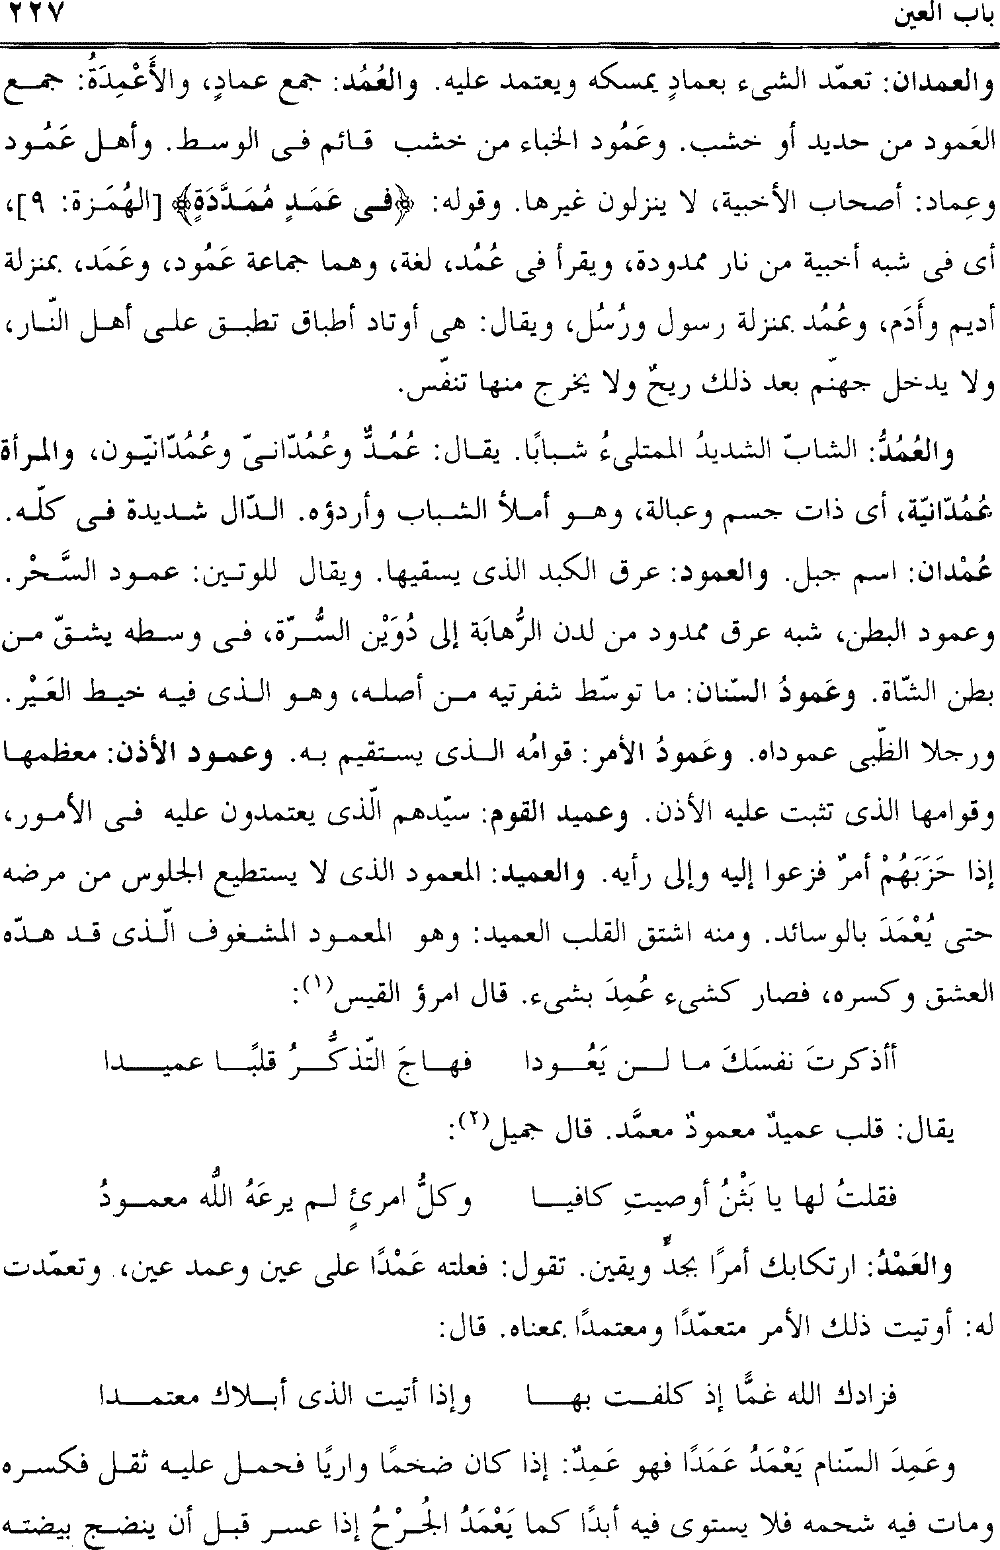 باب العين ٢٢٧
والعمدان: تعمّد الشىء بعمادٍ يمسكه ويعتمد عليه. والعُمُد: جمع عمادٍ، والأَعْمِدَةُ: جمع
العَمود من حديد أو خشب. وعَمُود الخباء من خشب قائم فى الوسط. وأهل عَمُود
وعِماد: أصحاب الأخبية، لا ينزلون غيرها. وقوله: ﴿فى عَمَدٍ مُمَدَّدَةٍ﴾ [الهُمَزة: ٩]،
أى فى شبه أخبية من نار ممدودة، ويقرأ فى عُمُد، لغة، وهما جماعة عَمُود، وعَمَد، بمنزلة
أديم وأَدَم، وعُمُد بمنزلة رسول ورُسُل، ويقال: هى أوتاد أطباق تطبق على أهل النّار،
ولا يدخل جهنّم بعد ذلك ريحٌ ولا يخرج منها تنفّس.
والعُمُدُّ: الشابّ الشديدُ الممتلىءُ شبابًا. يقال: عُمُدٌّ وعُمُدّانىّ وعُمُدّانيّون، والمرأة
عُمُدّانيّة، أى ذات جسم وعبالة، وهو أملأ الشباب وأردؤه. الدّال شديدة فى كلّه.
عُمْدان: اسم جبل. والعمود: عرق الكبد الذى يسقيها. ويقال للوتين: عمود السَّحْر.
وعمود البطن، شبه عرق ممدود من لدن الرُّهابَة إلى دُوَيْن السُّرّة، فى وسطه يشقّ من
بطن الشّاة. وعَمودُ السّنان: ما توسّط شفرتيه من أصله، وهو الذى فيه خيط العَيْر.
ورجلا الظّبى عموداه. وعَمودُ الأمر: قوامُه الذى يستقيم به. وعمود الأذن: معظمها
وقوامها الذى تثبت عليه الأذن. وعميد القوم: سيّدهم الّذى يعتمدون عليه فى الأمور،
إذا حَزَبَهُمْ أمرٌ فزعوا إليه وإلى رأيه. والعميد: المعمود الذى لا يستطيع الجلوس من مرضه
حتى يُعْمَدَ بالوسائد. ومنه اشتق القلب العميد: وهو المعمود المشغوف الّذى قد هدّه
العشق وكسره، فصار كشىء عُمِدَ بشىء. قال امرؤ القيس(١):
أأذكرتَ نفسَكَ ما لن يَعُودا فهاجَ التّذكُّرُ قلبًا عميدا
يقال: قلب عميدٌ معمودٌ معمَّد. قال جميل(٢):
فقلتُ لها يا بَثْنُ أوصيتِ كافيا وكلُّ امرئٍ لم يرعَهُ اللّه معمودُ
والعَمْدُ: ارتكابك أمرًا بجدٍّ ويقين. تقول: فعلته عَمْدًا على عين وعمد عين، وتعمّدت
له: أوتيت ذلك الأمر متعمّدًا ومعتمدًا بمعناه. قال:
فزادك الله غمًّا إذ كلفت بها وإذا أتيت الذى أبلاك معتمدا
وعَمِدَ السّنام يَعْمَدُ عَمَدًا فهو عَمِدٌ: إذا كان ضخمًا واريًا فحمل عليه ثقل فكسره
ومات فيه شحمه فلا يستوى فيه أبدًا كما يَعْمَدُ الجُرْحُ إذا عسر قبل أن ينضج بيضته